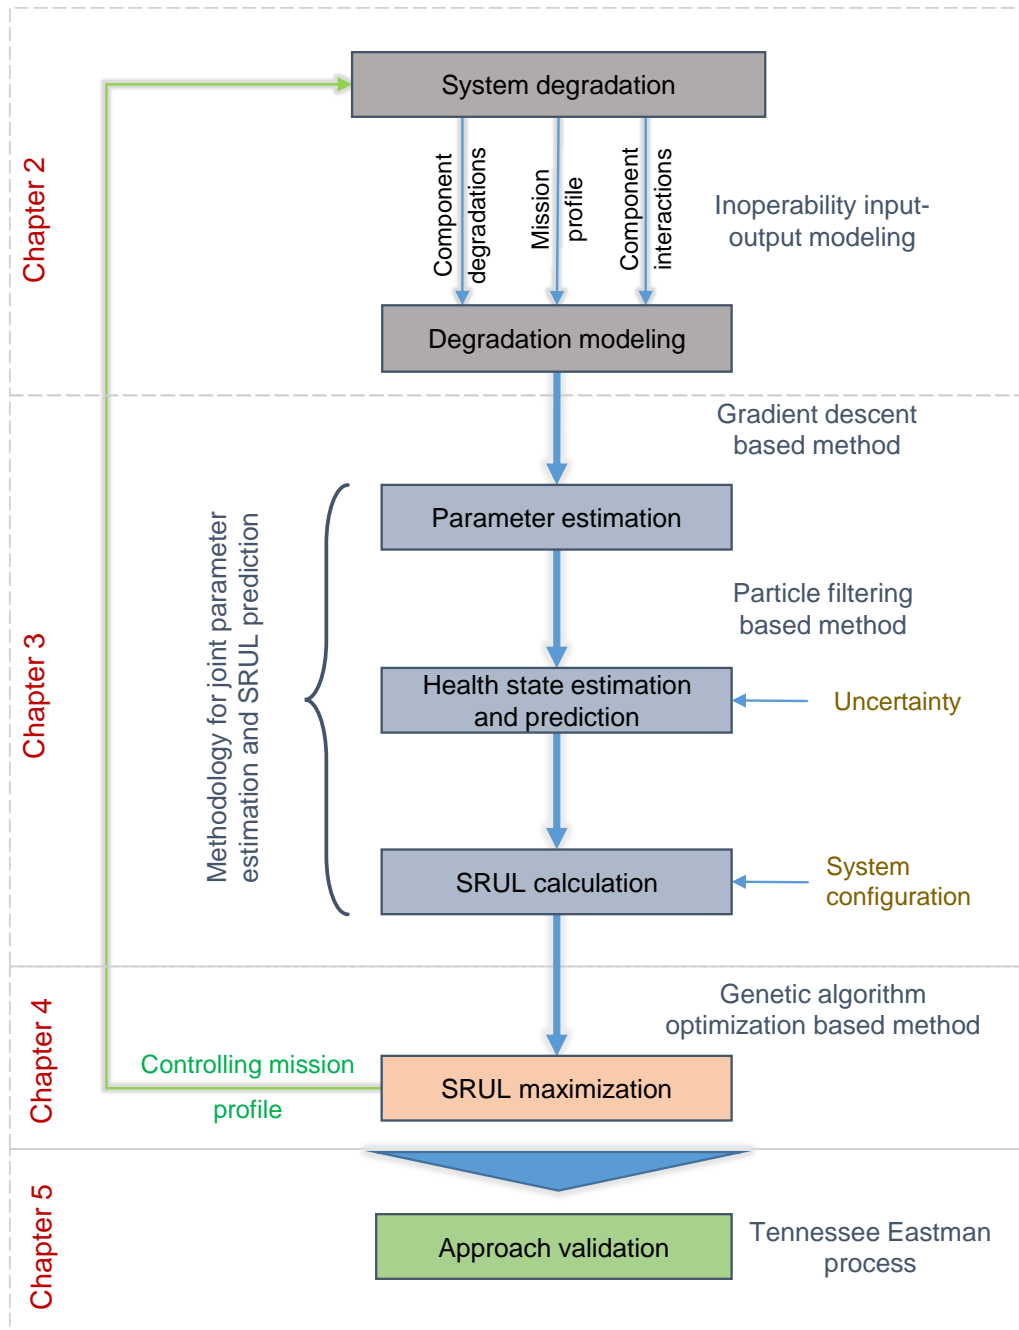 Chapter 2
System degradation
Component
degradations
Mission
profile
Component
interactions
Inoperability input-
output modeling
Degradation modeling
Chapter 3
Gradient descent
based method
Methodology for joint parameter
estimation and SRUL prediction
Parameter estimation
Particle filtering
based method
Health state estimation
and prediction
Uncertainty
SRUL calculation
System
configuration
Chapter 4
Genetic algorithm
optimization based method
Controlling mission
profile
SRUL maximization
Chapter 5
Approach validation
Tennessee Eastman
process